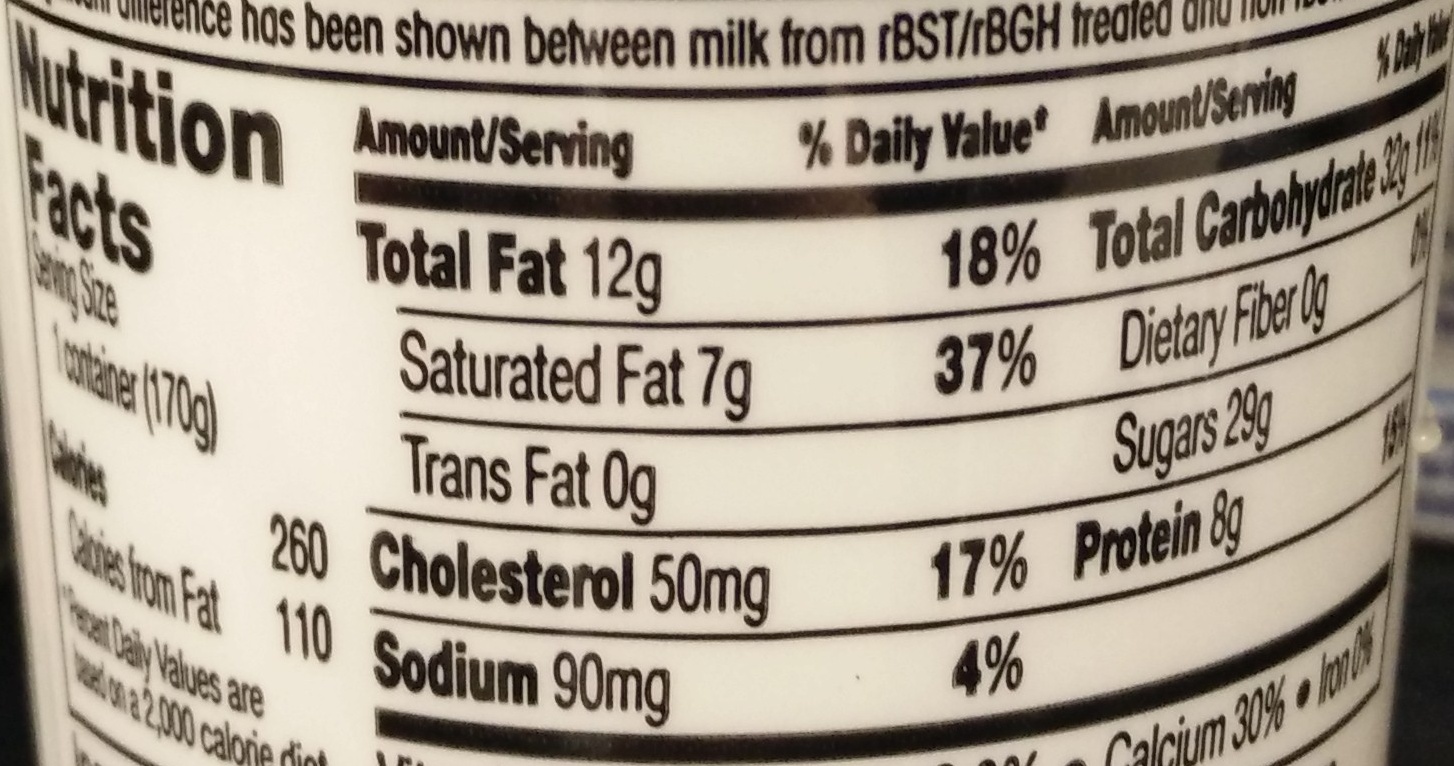 has been shown between milk from rBST/rBGH treated and
Nutrition
Facts
Serving Size
1 container (170g)
Calories 260
Calories from Fat 110
*Percent Daily Values are
based on a 2,000 calorie diet
Amount/Serving % Daily Value*
Total Fat 12g 18%
Saturated Fat 7g 37%
Trans Fat 0g
Cholesterol 50mg 17%
Sodium 90mg 4%
Amount/Serving % Daily
Total Carbohydrate 32g 11%
Dietary Fiber 0g 0%
Sugars 29g
Protein 8g
Calcium 30% • Iron 0%